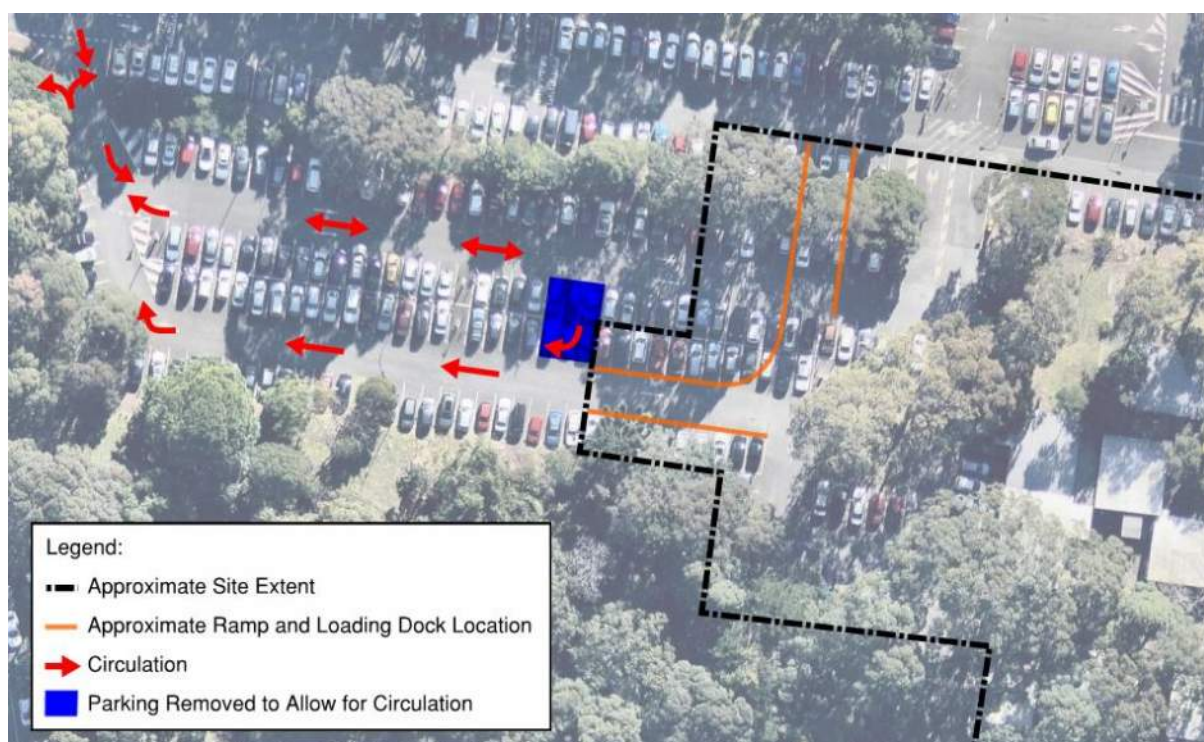 Legend:
Approximate Site Extent
Approximate Ramp and Loading Dock Location
Circulation
Parking Removed to Allow for Circulation